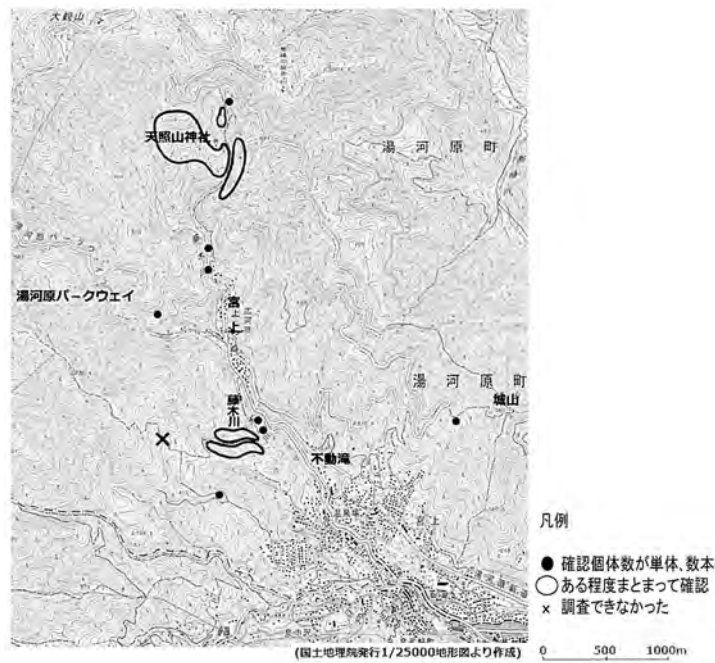 大観山
天照山神社
湯河原町
湯河原パークウェイ
宮
上
湯河原町
城山
藤木川
不動滝
凡例
● 確認個体数が単体、数本
ある程度まとまって確認
× 調査できなかった
(国土地理院発行1/25000地形図より作成)
0 500 1000m